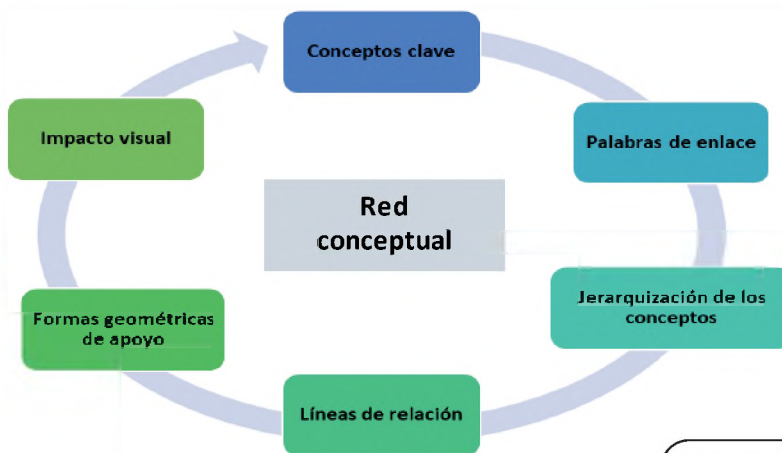 Conceptos clave
Palabras de enlace
Jerarquización de los
conceptos
Líneas de relación
Formas geométricas
de apoyo
Impacto visual
Red
conceptual